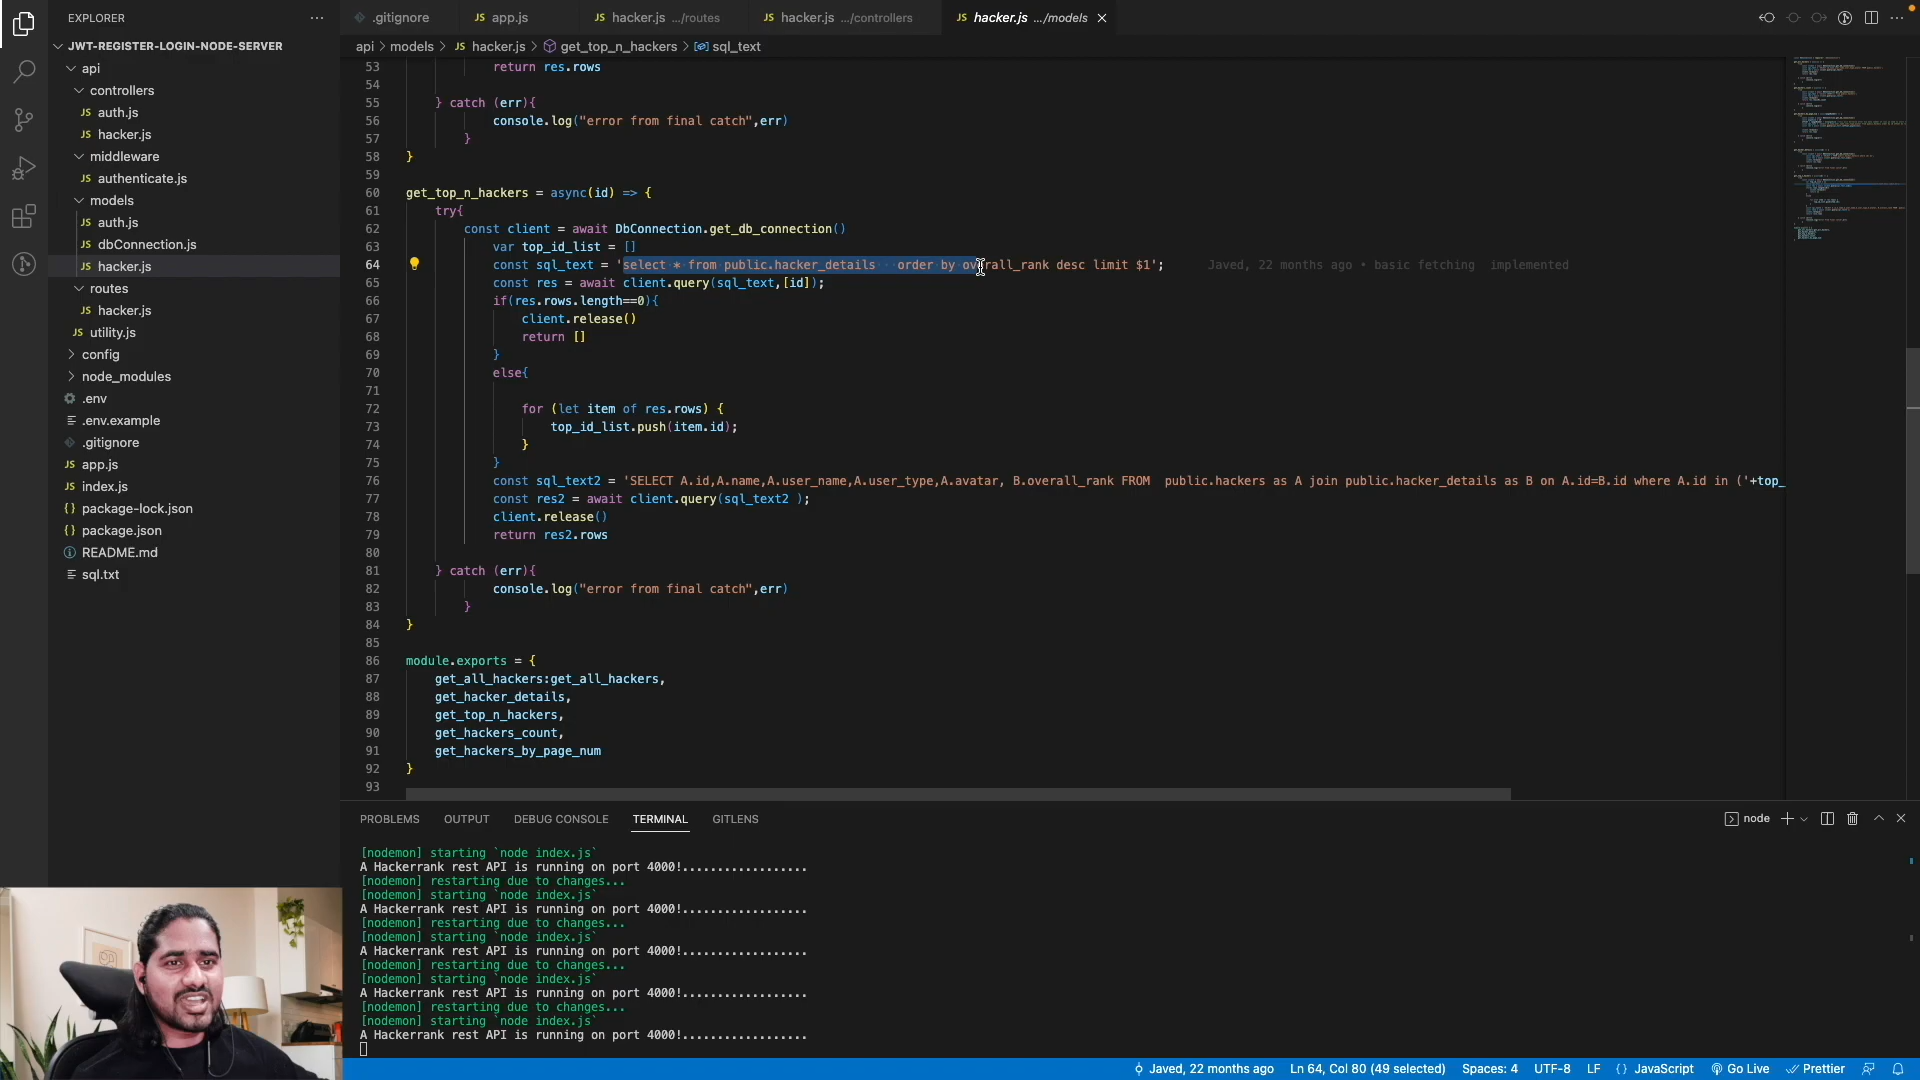 EXPLORER
.gitignore
JS app.js
JS hacker.js .../routes
JS hacker.js .../controllers
JS hacker.js .../models
JWT-REGISTER-LOGIN-NODE-SERVER
api > models > JS hacker.js > get_top_n_hackers > sql_text
api
controllers
JS auth.js
JS hacker.js
middleware
JS authenticate.js
models
JS auth.js
JS dbConnection.js
JS hacker.js
routes
JS hacker.js
JS utility.js
config
node_modules
.env
.env.example
.gitignore
JS app.js
JS index.js
{} package-lock.json
{} package.json
README.md
sql.txt
53 return res.rows
54
55 } catch (err){
56 console.log("error from final catch",err)
57 }
58 }
59
60 get_top_n_hackers = async(id) => {
61 try{
62 const client = await DbConnection.get_db_connection()
63 var top_id_list = []
64 const sql_text = 'select * from public.hacker_details   order by overall_rank desc limit $1'; Javed, 22 months ago • basic fetching  implemented
65 const res = await client.query(sql_text,[id]);
66 if(res.rows.length==0){
67 client.release()
68 return []
69 }
70 else{
71
72 for (let item of res.rows) {
73 top_id_list.push(item.id);
74 }
75 }
76 const sql_text2 = 'SELECT A.id,A.name,A.user_name,A.user_type,A.avatar, B.overall_rank FROM  public.hackers as A join public.hacker_details as B on A.id=B.id where A.id in ('+top_
77 const res2 = await client.query(sql_text2 );
78 client.release()
79 return res2.rows
80
81 } catch (err){
82 console.log("error from final catch",err)
83 }
84 }
85
86 module.exports = {
87 get_all_hackers:get_all_hackers,
88 get_hacker_details,
89 get_top_n_hackers,
90 get_hackers_count,
91 get_hackers_by_page_num
92 }
93
PROBLEMS OUTPUT DEBUG CONSOLE TERMINAL GITLENS
node
[nodemon] starting `node index.js`
A Hackerrank rest API is running on port 4000!.................
[nodemon] restarting due to changes...
[nodemon] starting `node index.js`
A Hackerrank rest API is running on port 4000!.................
[nodemon] restarting due to changes...
[nodemon] starting `node index.js`
A Hackerrank rest API is running on port 4000!.................
[nodemon] restarting due to changes...
[nodemon] starting `node index.js`
A Hackerrank rest API is running on port 4000!.................
[nodemon] restarting due to changes...
[nodemon] starting `node index.js`
A Hackerrank rest API is running on port 4000!.................
Javed, 22 months ago Ln 64, Col 80 (49 selected) Spaces: 4 UTF-8 LF {} JavaScript Go Live Prettier